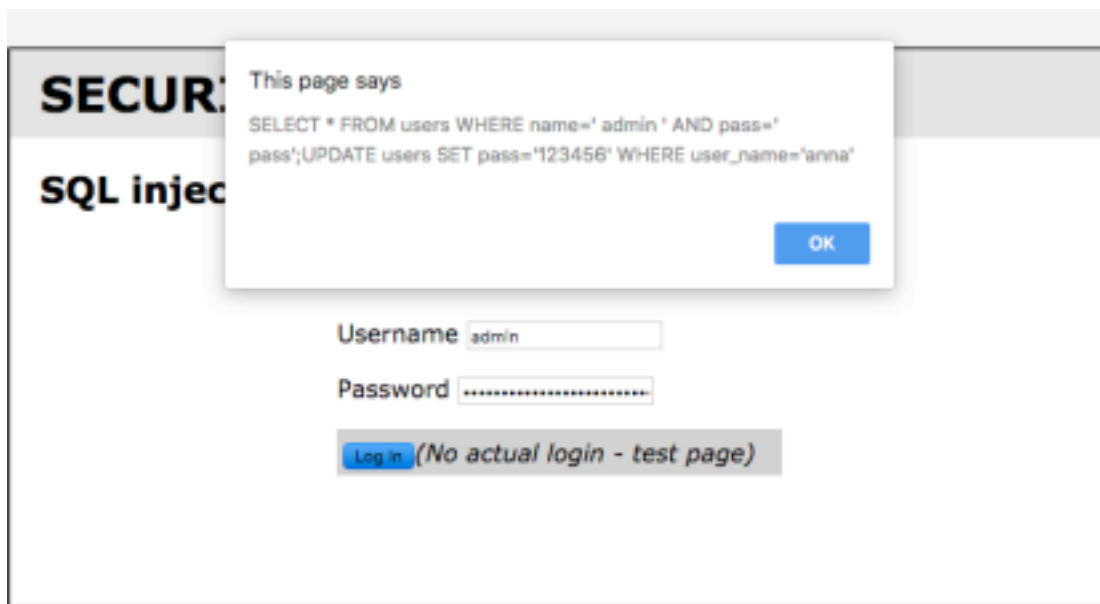 This page says
SELECT * FROM users WHERE name=' admin ' AND pass='
pass';UPDATE users SET pass='123456' WHERE user_name='anna'
OK
SECUR
SQL injec
Username admin
Password
Log In (No actual login - test page)